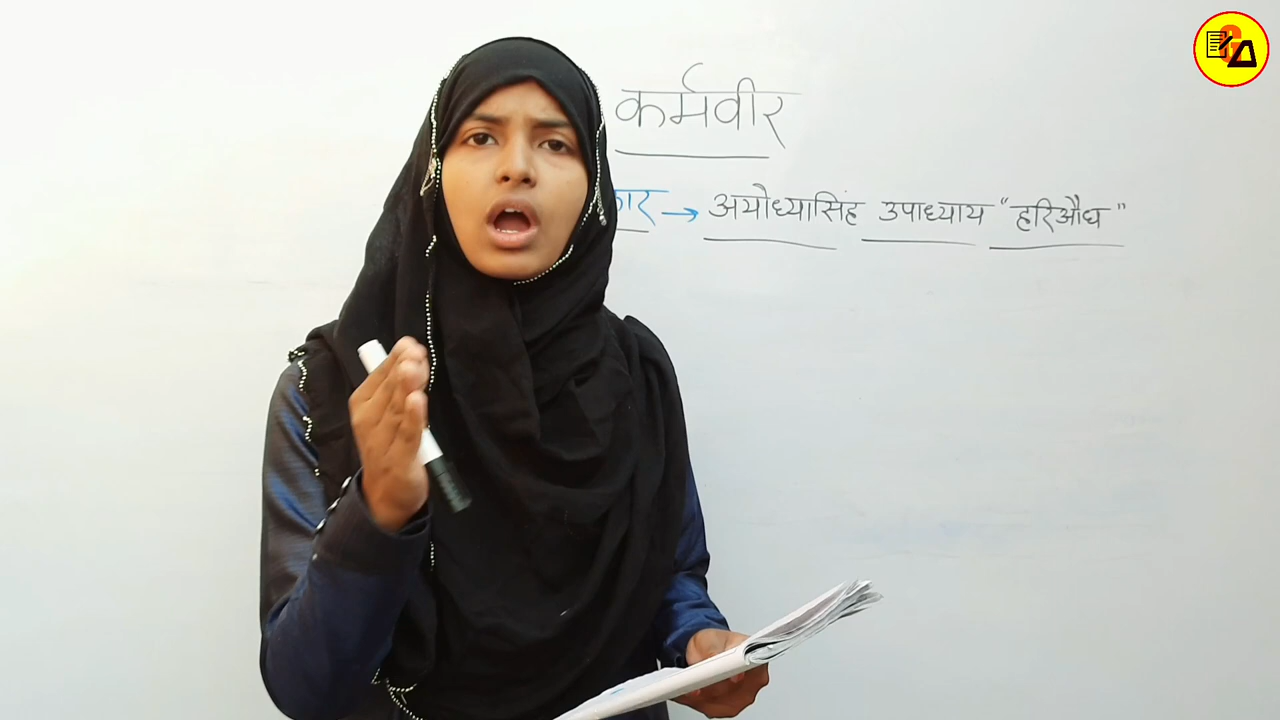 कर्मवीर
कार → अयोध्यासिंह उपाध्याय "हरिऔध"